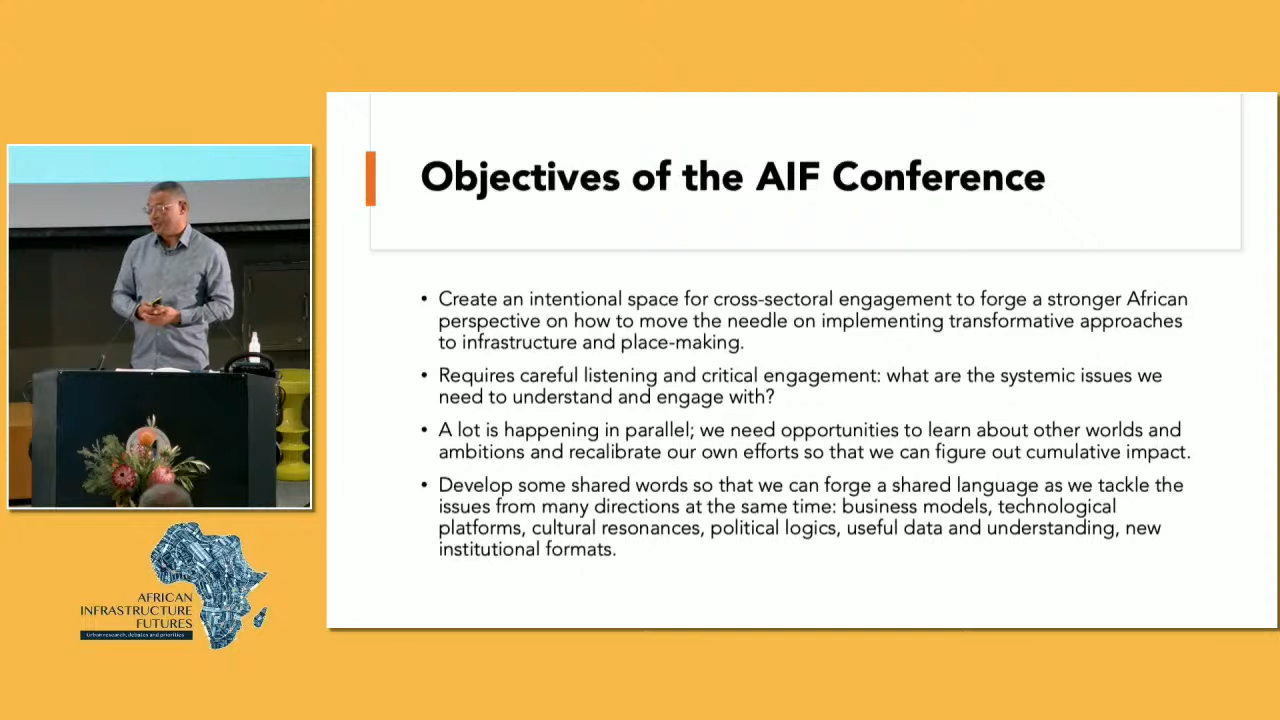 Objectives of the AIF Conference
• Create an intentional space for cross-sectoral engagement to forge a stronger African
perspective on how to move the needle on implementing transformative approaches
to infrastructure and place-making.
• Requires careful listening and critical engagement: what are the systemic issues we
need to understand and engage with?
• A lot is happening in parallel; we need opportunities to learn about other worlds and
ambitions and recalibrate our own efforts so that we can figure out cumulative impact.
• Develop some shared words so that we can forge a shared language as we tackle the
issues from many directions at the same time: business models, technological
platforms, cultural resonances, political logics, useful data and understanding, new
institutional formats.
AFRICAN
INFRASTRUCTURE
FUTURES
Urban research, debates and priorities